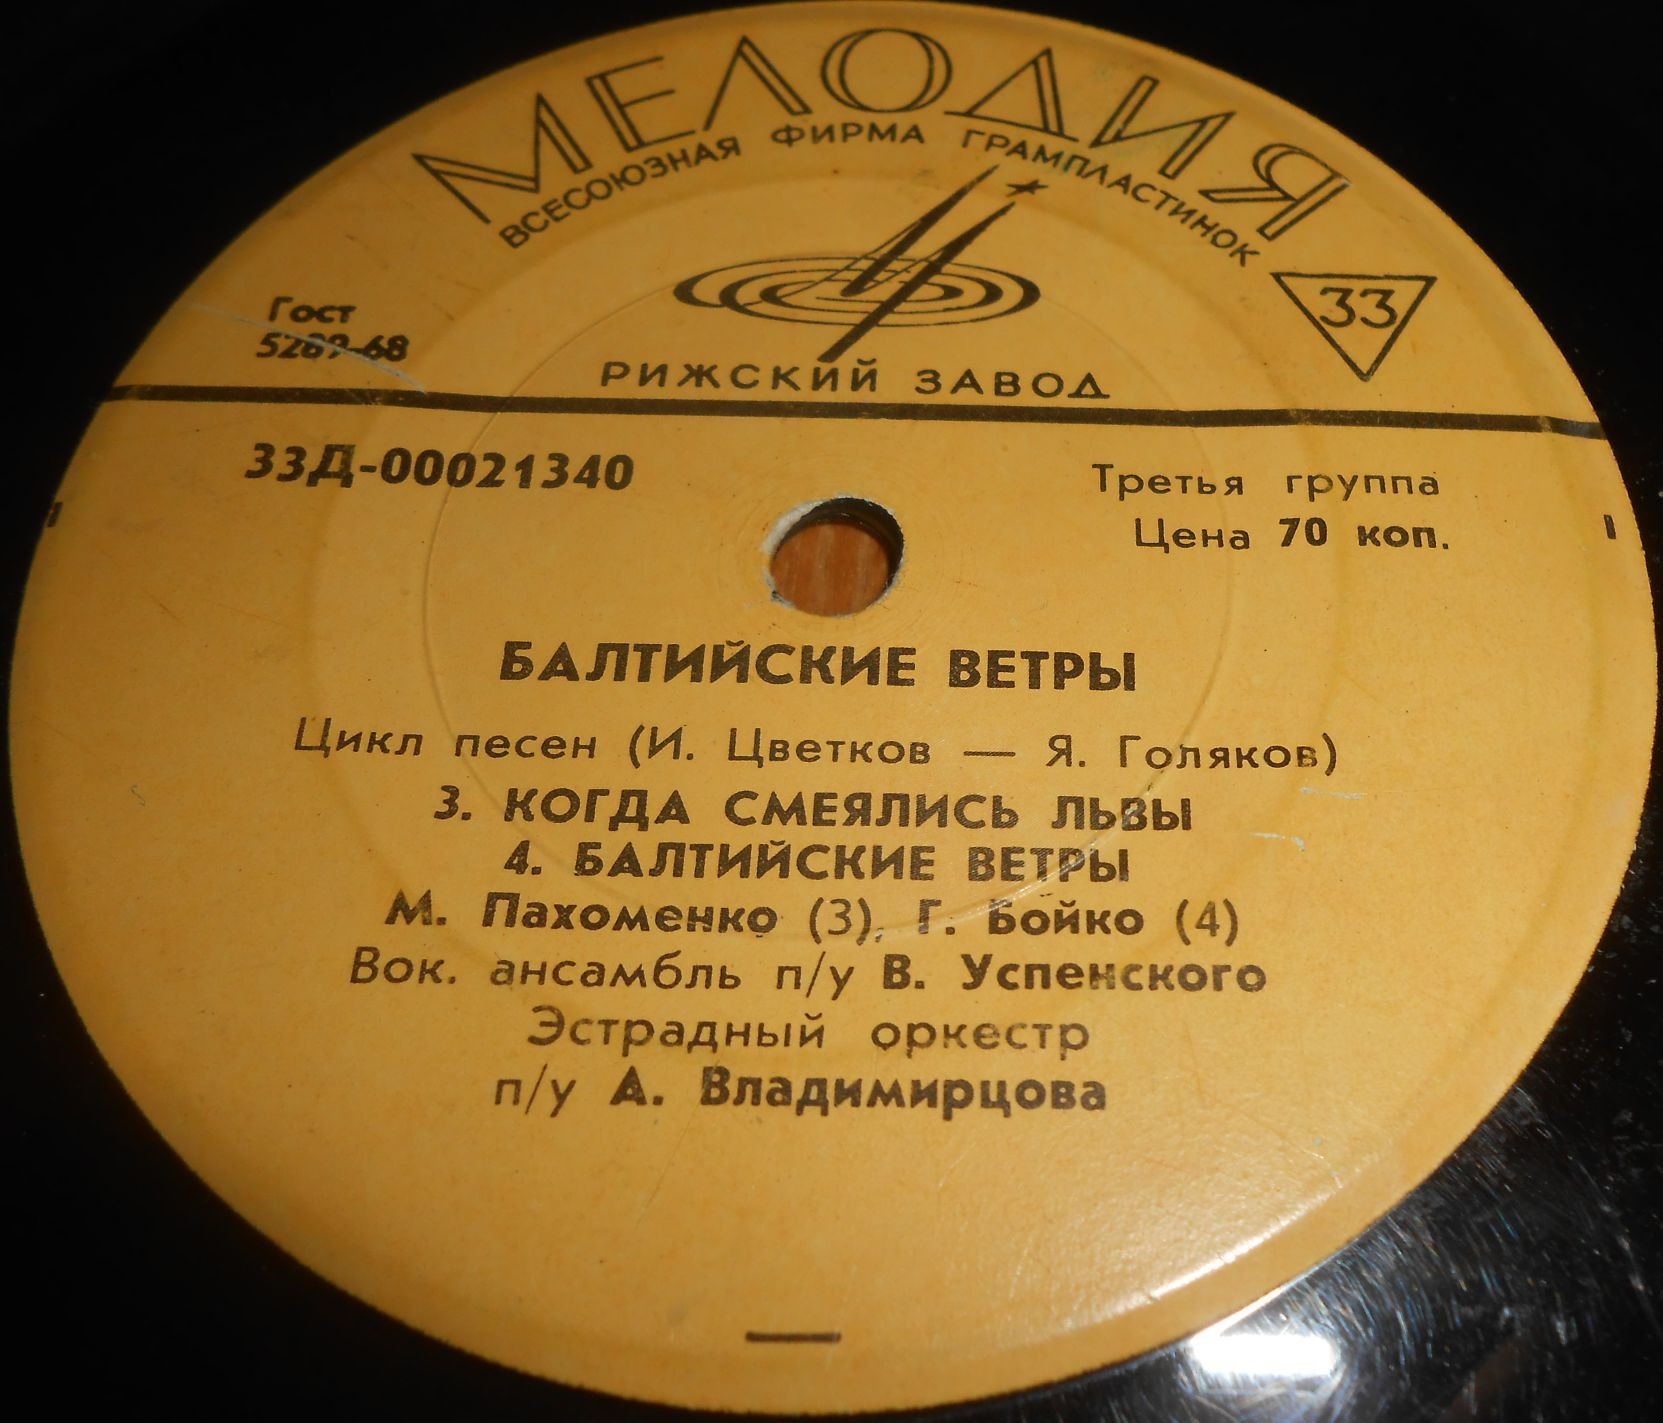 МЕЛОДИЯ
ВСЕСОЮЗНАЯ ФИРМА ГРАМПЛАСТИНОК
33
Гост
5289-68
РИЖСКИЙ ЗАВОД
33Д-00021340
Третья группа
Цена 70 коп.
БАЛТИЙСКИЕ ВЕТРЫ
Цикл песен (И. Цветков — Я. Голяков)
3. КОГДА СМЕЯЛИСЬ ЛЬВЫ
4. БАЛТИЙСКИЕ ВЕТРЫ
М. Пахоменко (3), Г. Бойко (4)
Вок. ансамбль п/у В. Успенского
Эстрадный оркестр
п/у А. Владимирцова